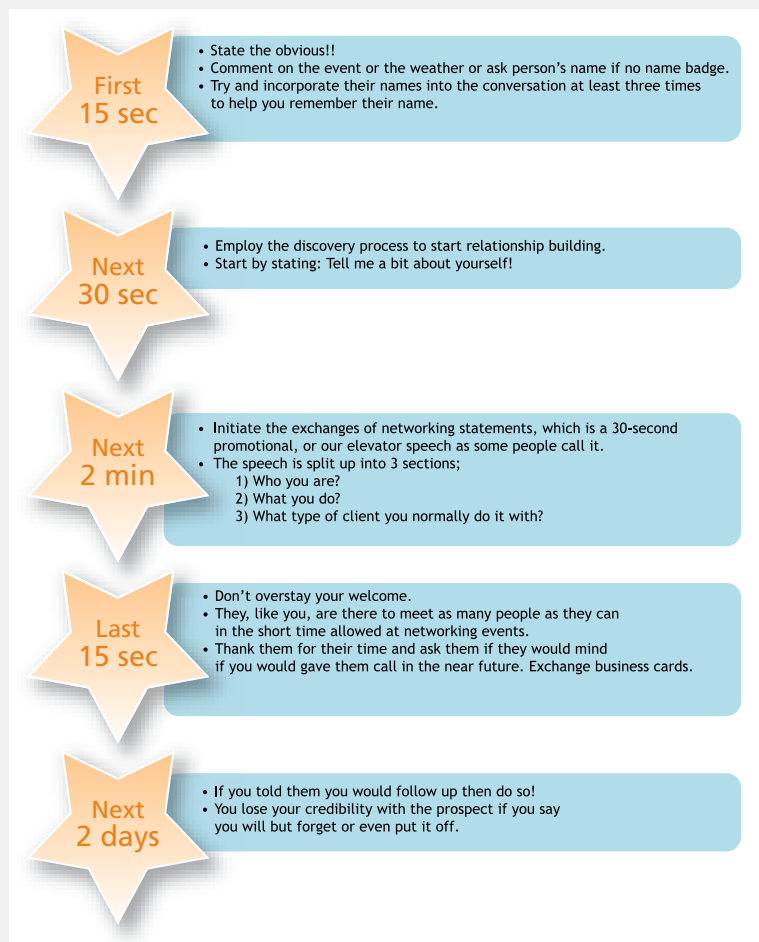 First
15 sec
• State the obvious!!
• Comment on the event or the weather or ask person’s name if no name badge.
• Try and incorporate their names into the conversation at least three times
to help you remember their name.
Next
30 sec
• Employ the discovery process to start relationship building.
• Start by stating: Tell me a bit about yourself!
Next
2 min
• Initiate the exchanges of networking statements, which is a 30-second
promotional, or our elevator speech as some people call it.
• The speech is split up into 3 sections;
1) Who you are?
2) What you do?
3) What type of client you normally do it with?
Last
15 sec
• Don’t overstay your welcome.
• They, like you, are there to meet as many people as they can
in the short time allowed at networking events.
• Thank them for their time and ask them if they would mind
if you would gave them call in the near future. Exchange business cards.
Next
2 days
• If you told them you would follow up then do so!
• You lose your credibility with the prospect if you say
you will but forget or even put it off.